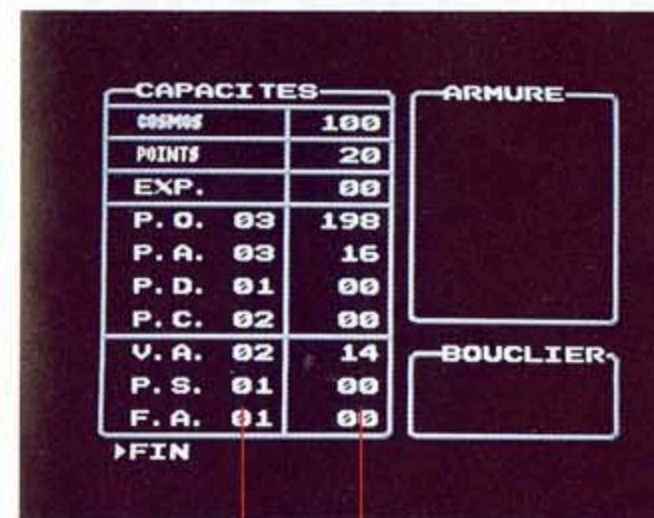 CAPACITES
COSMOS 100
POINTS 20
EXP. 00
P.O. 03 198
P.A. 03 16
P.D. 01 00
P.C. 02 00
V.A. 02 14
P.S. 01 00
F.A. 01 00
▶FIN
ARMURE
BOUCLIER